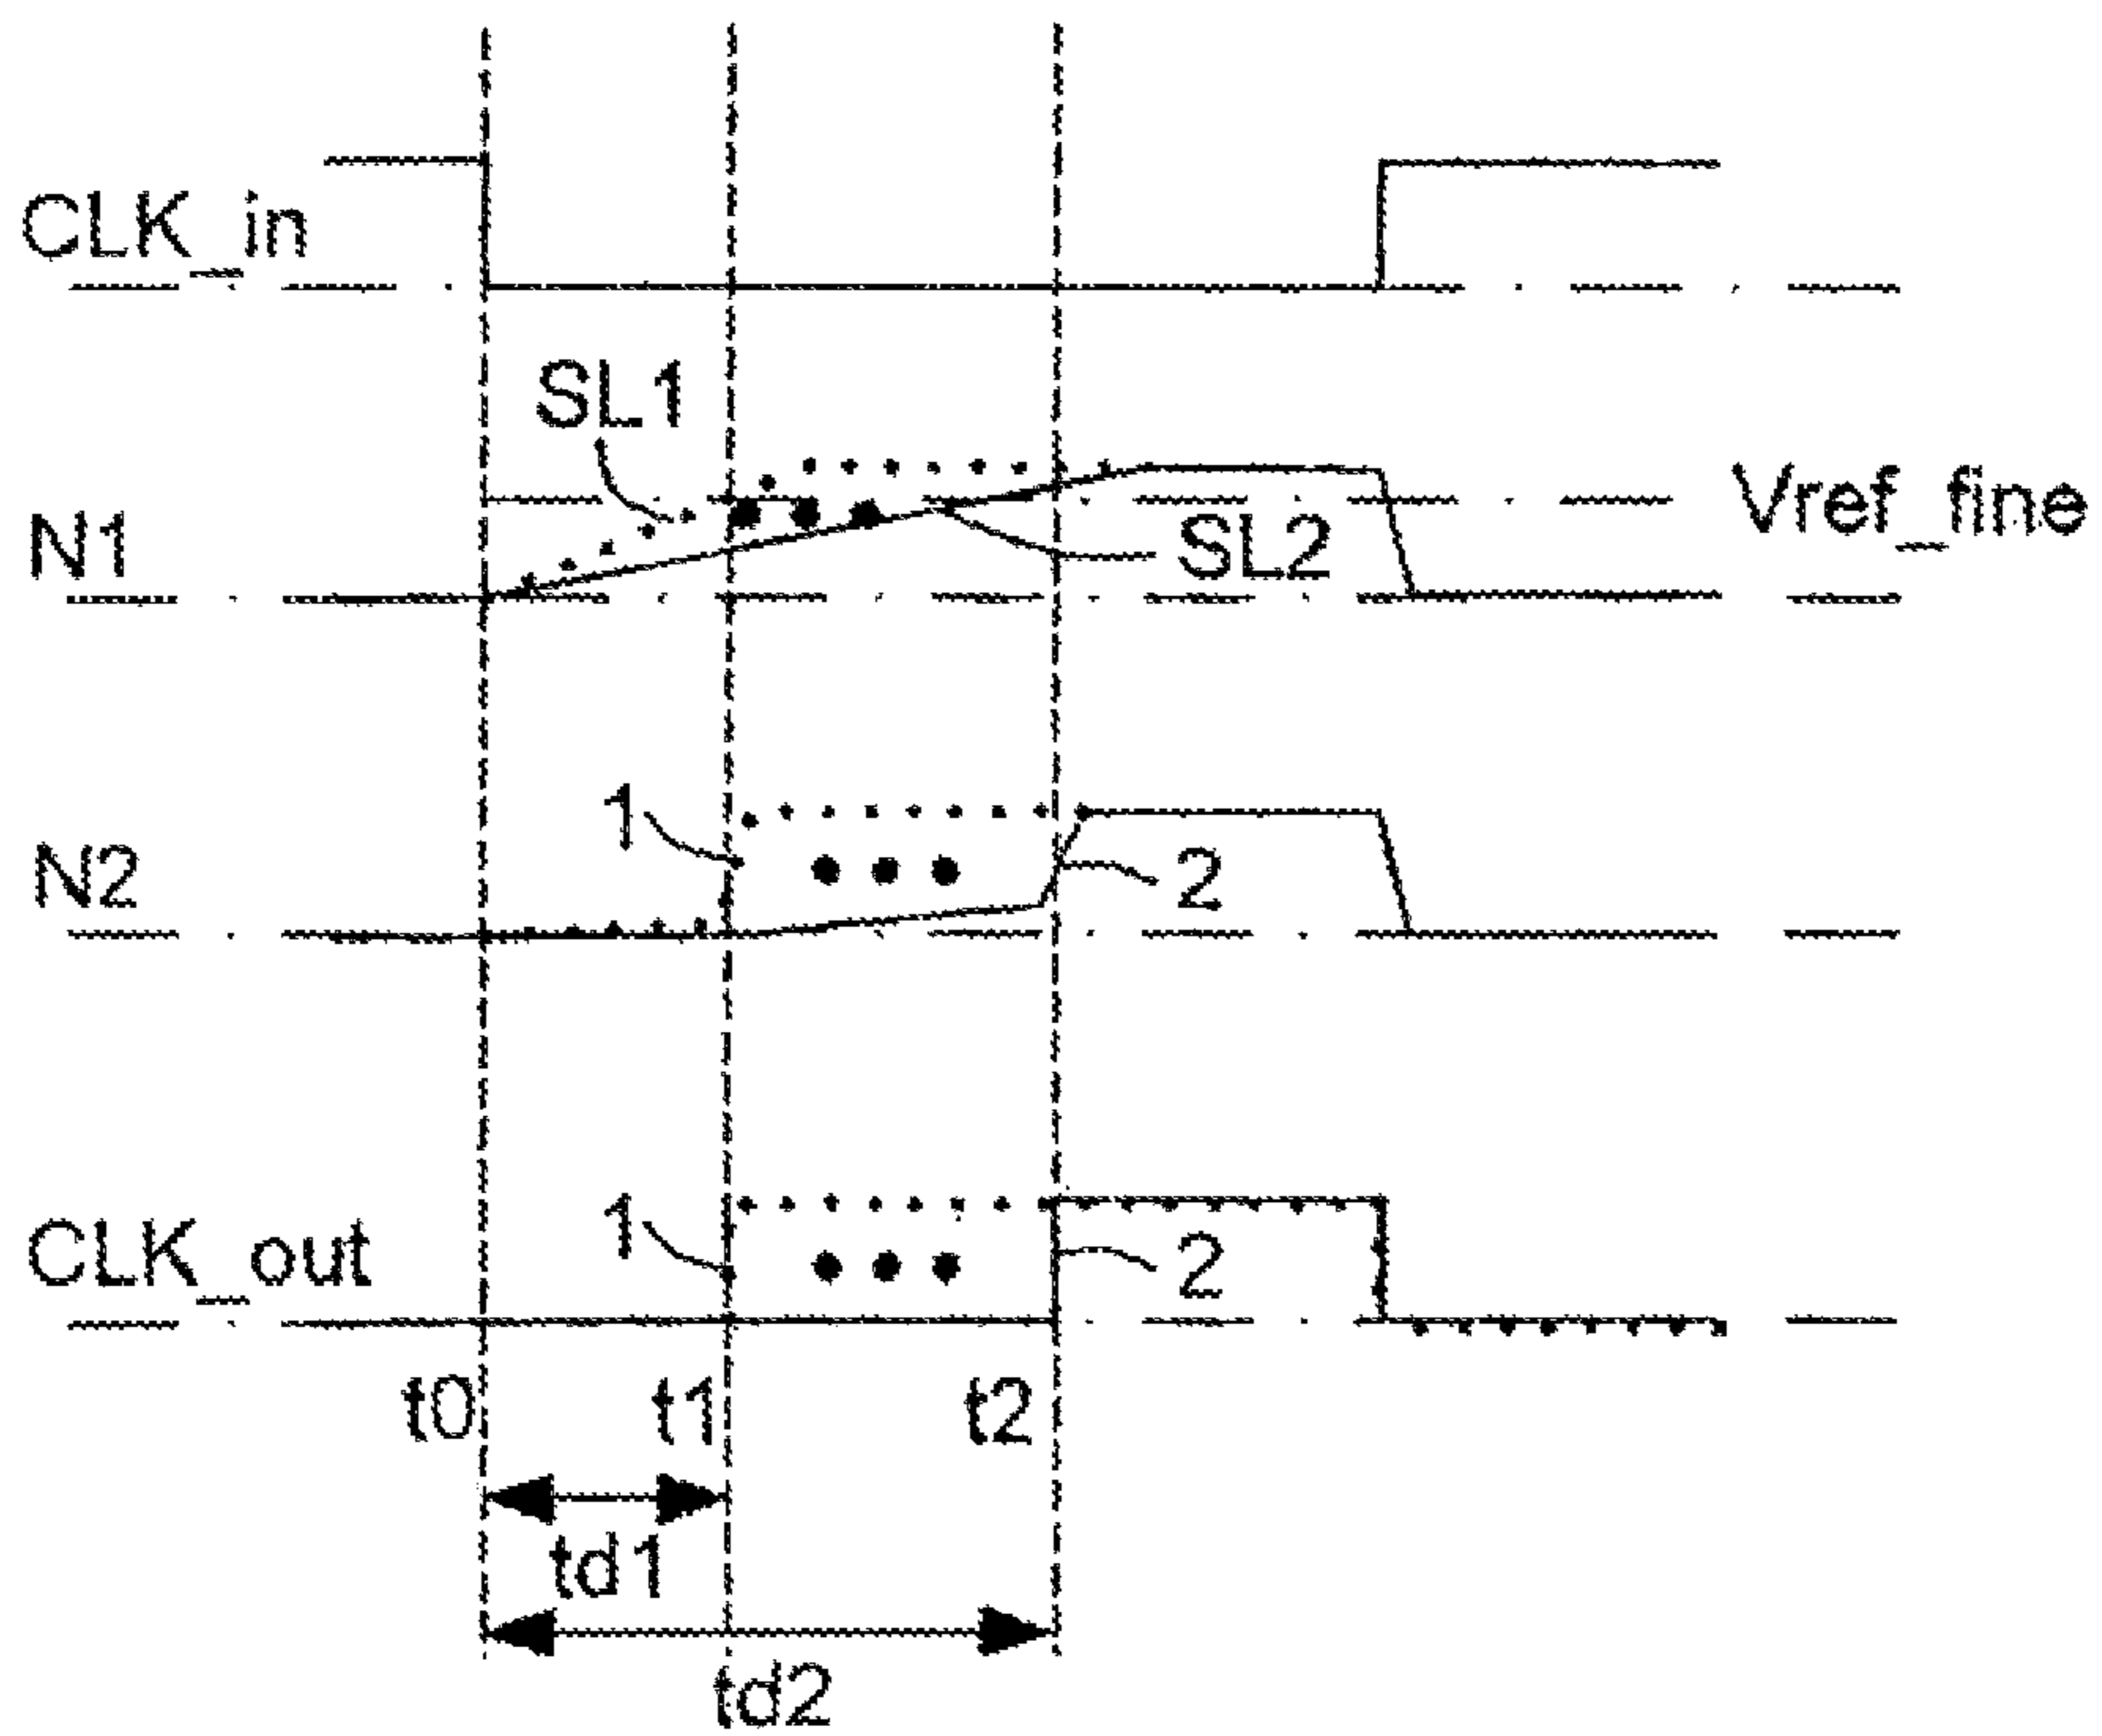 CLK_in
SL1
Vref_fine
N1
SL2
1
N2
2
1
CLK_out
2
t0
t1
t2
td1
td2